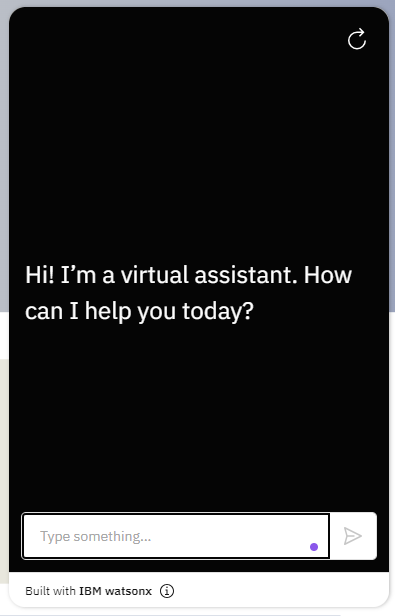 Hi! I’m a virtual assistant. How
can I help you today?
Type something...
Built with IBM watsonx